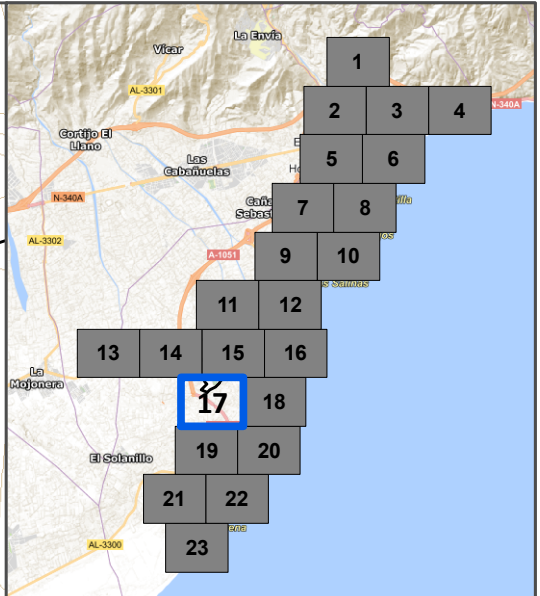 La Envía
Vicar
1
AL-3301
2 3 4
N-340A
Cortijo El
Llano
Las
Cabañuelas
5 6
N-340A
7 8
AL-3302
A-1051
9 10
Salinas
11 12
13 14 15 16
La
Mojonera
17 18
El Solanillo
19 20
21 22
AL-3300
23